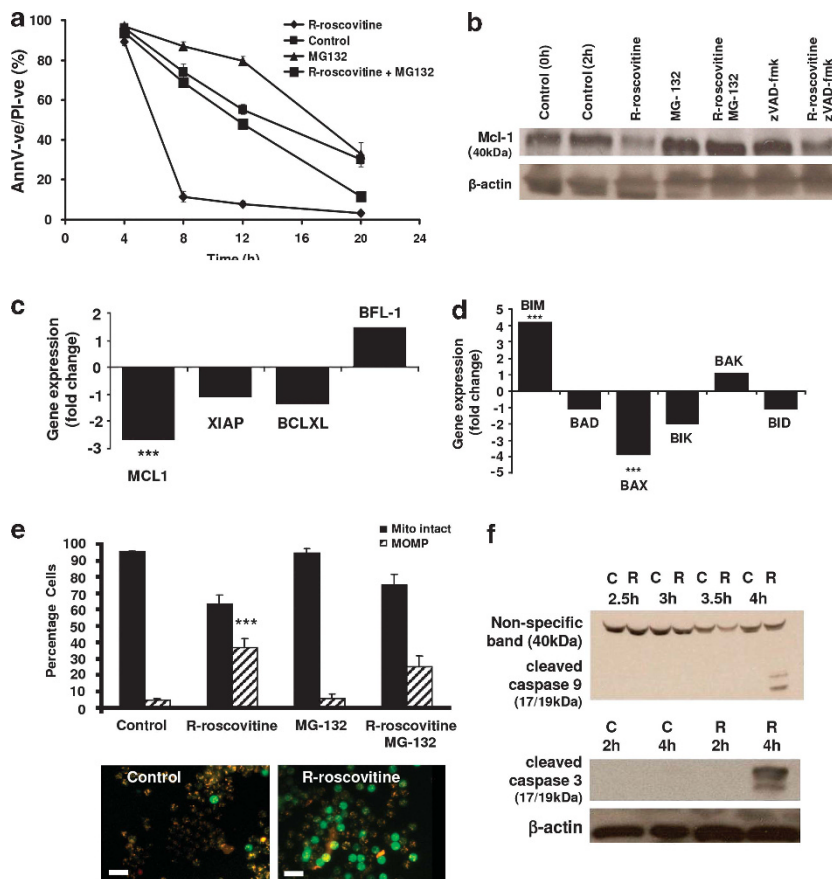 a
AnnV-ve/PI-ve (%)
100
80
60
40
20
0
0 4 8 12 16 20 24
Time (h)
R-roscovitine
Control
MG132
R-roscovitine + MG132
b
Control (0h)
Control (2h)
R-roscovitine
MG-132
R-roscovitine
MG-132
zVAD-fmk
R-roscovitine
zVAD-fmk
Mcl-1
(40kDa)
β-actin
c
Gene expression
(fold change)
2
1
0
-1
-2
-3
BFL-1
XIAP
BCLXL
***
MCL1
d
Gene expression
(fold change)
5
4
3
2
1
0
-1
-2
-3
-4
-5
BIM
***
BAK
BAD
BIK
BID
***
BAX
e
Mito intact
MOMP
Percentage Cells
100
90
80
70
60
50
40
30
20
10
0
***
Control
R-roscovitine
MG-132
R-roscovitine
MG-132
Control
R-roscovitine
f
C R C R C R C R
2.5h 3h 3.5h 4h
Non-specific
band (40kDa)
cleaved
caspase 9
(17/19kDa)
C C R R
2h 4h 2h 4h
cleaved
caspase 3
(17/19kDa)
β-actin